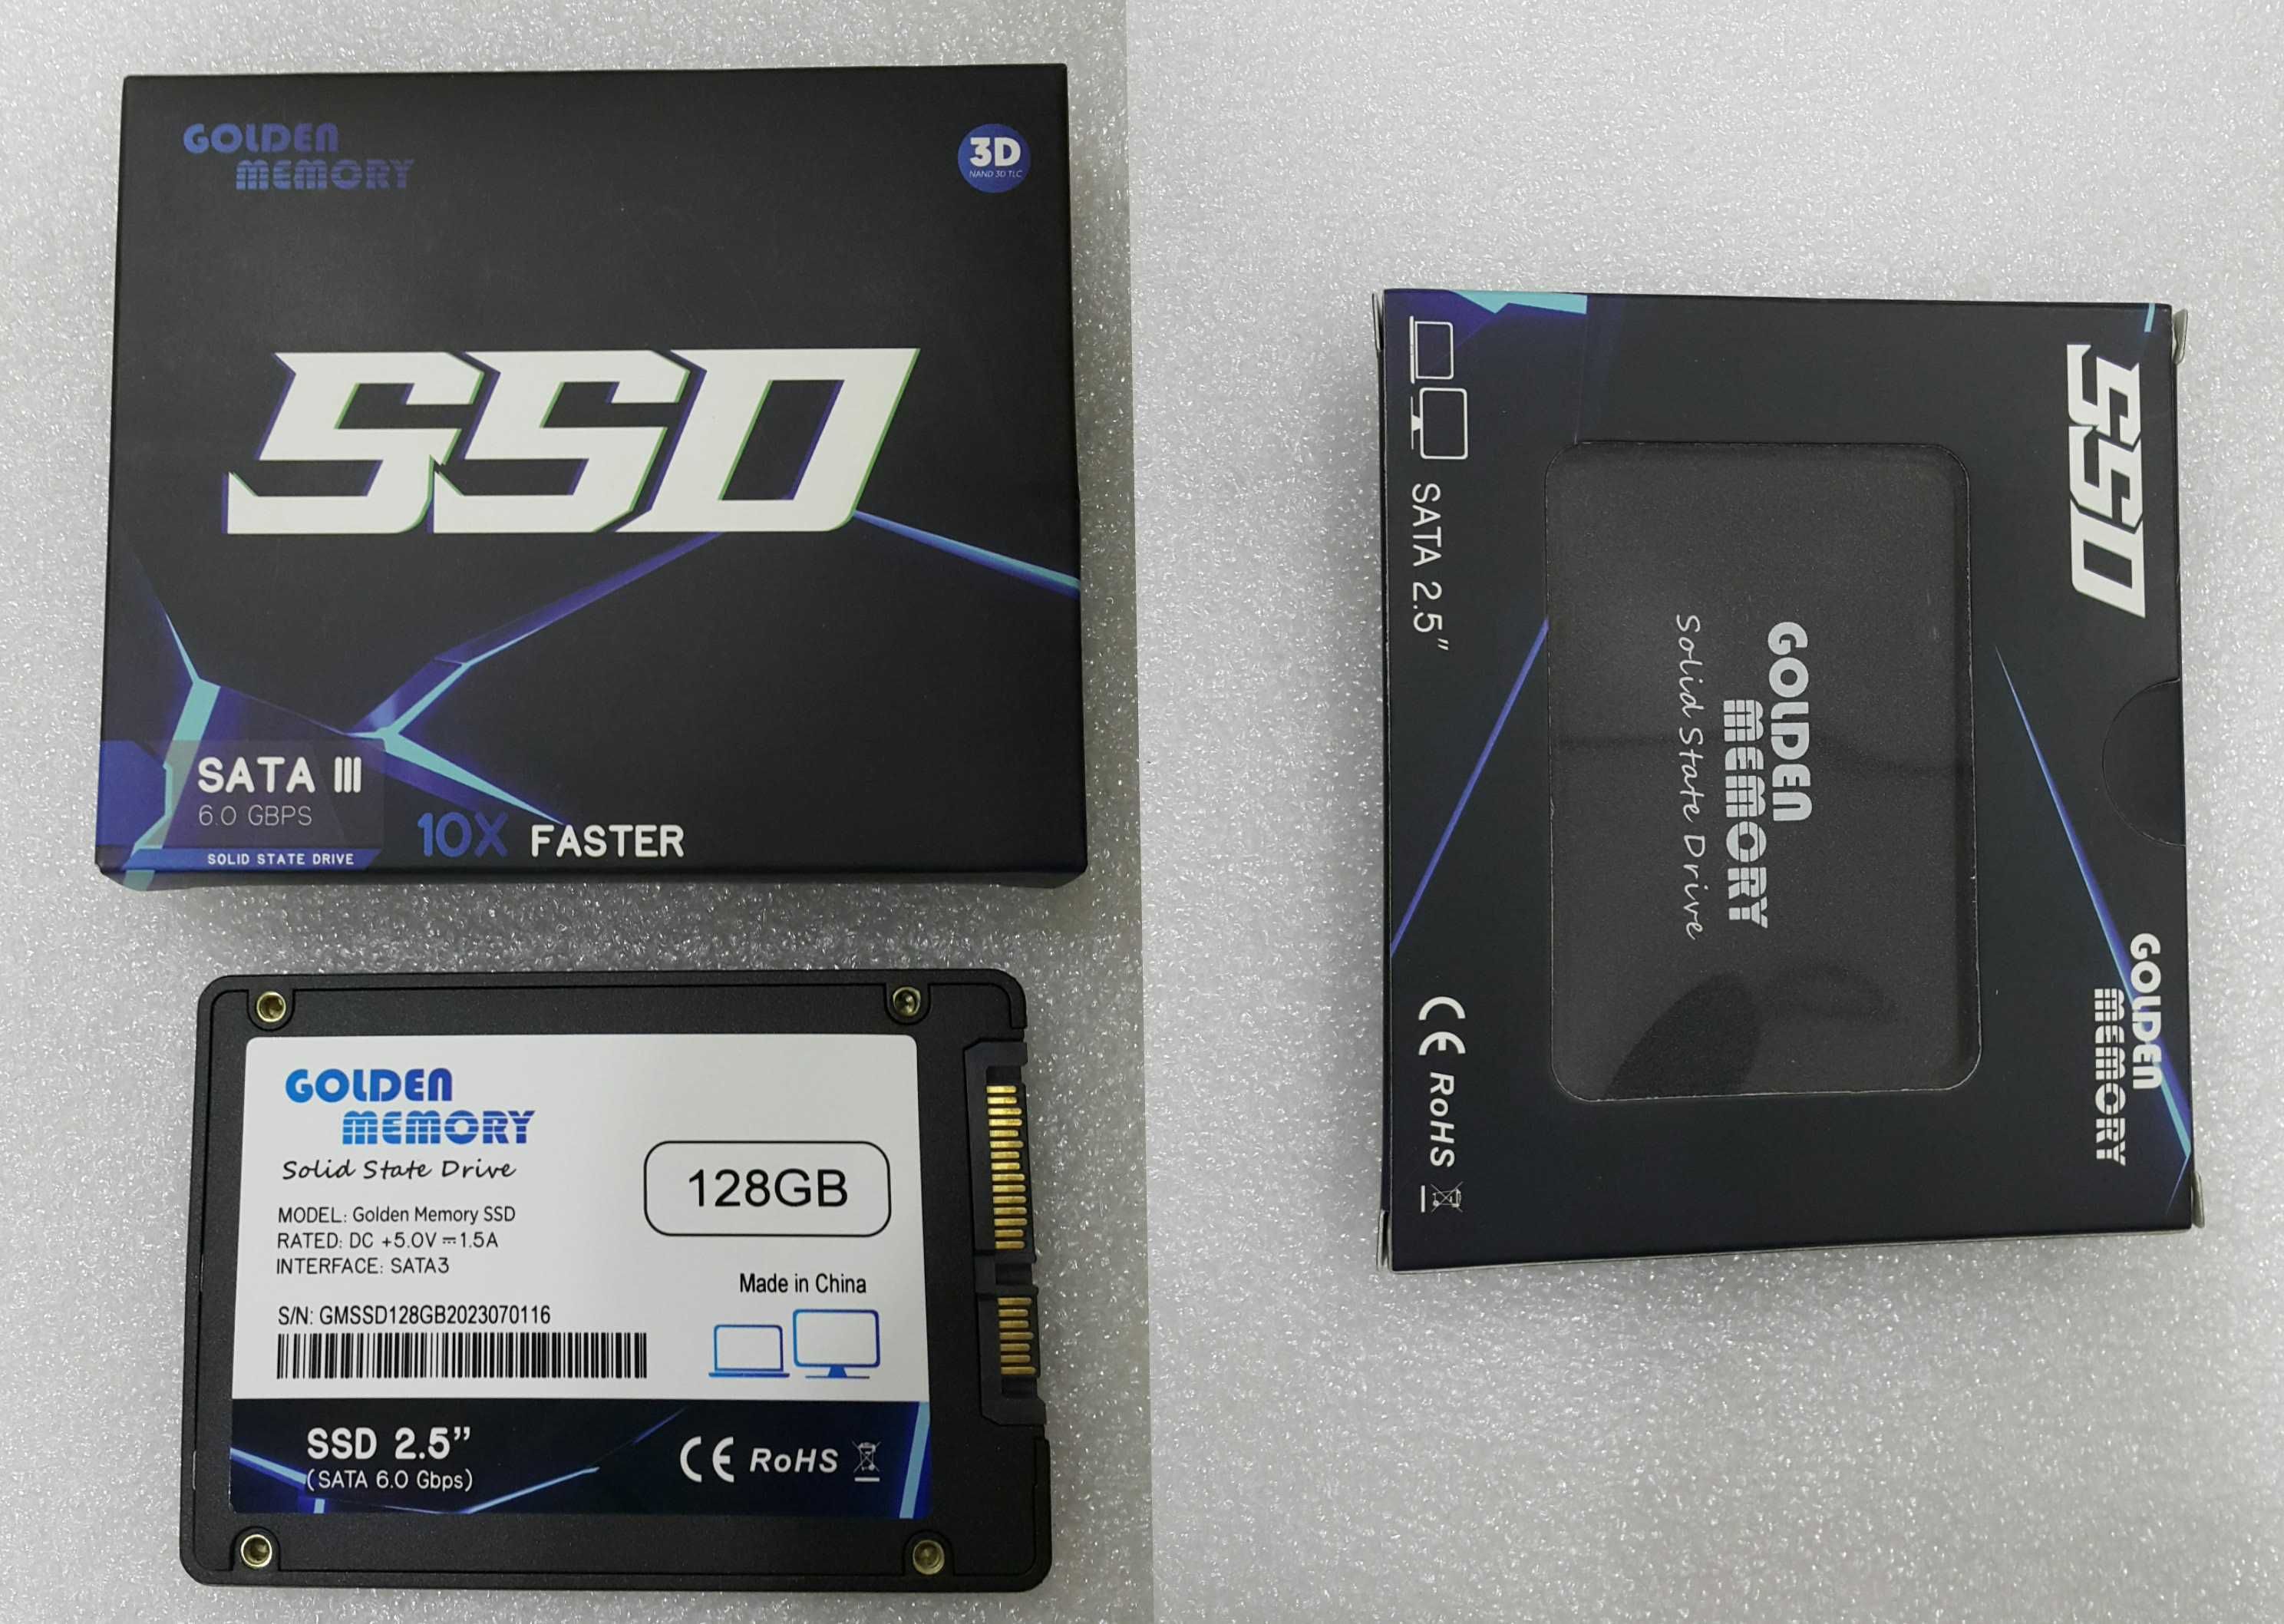 GOLDEN
MEMORY
3D
NAND 3D TLC
SSD
SATA III
6.0 GBPS
SOLID STATE DRIVE
10X FASTER
GOLDEN
MEMORY
Solid State Drive
128GB
MODEL: Golden Memory SSD
RATED: DC +5.0V ⎓1.5A
INTERFACE: SATA3
Made in China
S/N: GMSSD128GB2023070116
SSD 2.5”
(SATA 6.0 Gbps)
CE RoHS
SSD
GOLDEN
MEMORY
GOLDEN
MEMORY
Solid State Drive
SATA 2.5"
CE RoHS